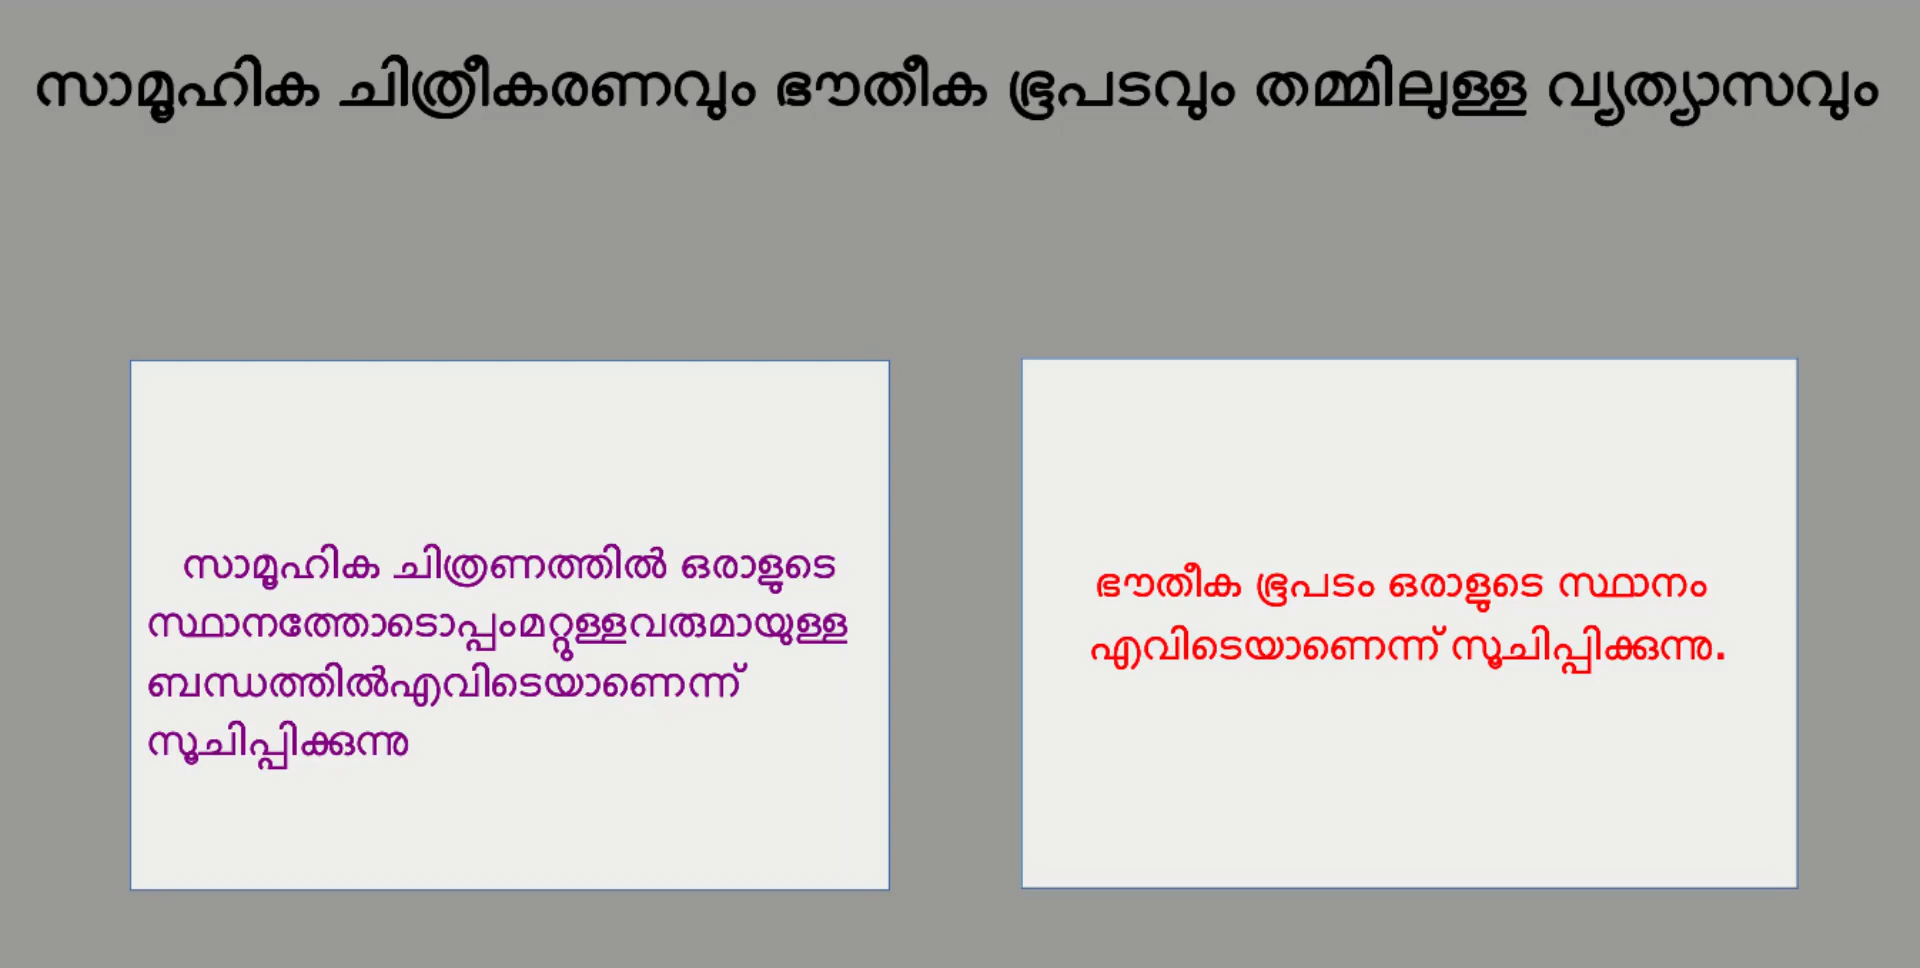 സാമൂഹിക ചിത്രീകരണവും ഭൗതീക ഭൂപടവും തമ്മിലുള്ള വ്യത്യാസവും
സാമൂഹിക ചിത്രണത്തിൽ ഒരാളുടെ
സ്ഥാനത്തോടൊപ്പംമറ്റുള്ളവരുമായുള്ള
ബന്ധത്തിൽഎവിടെയാണെന്ന്
സൂചിപ്പിക്കുന്നു
ഭൗതീക ഭൂപടം ഒരാളുടെ സ്ഥാനം
എവിടെയാണെന്ന് സൂചിപ്പിക്കുന്നു.